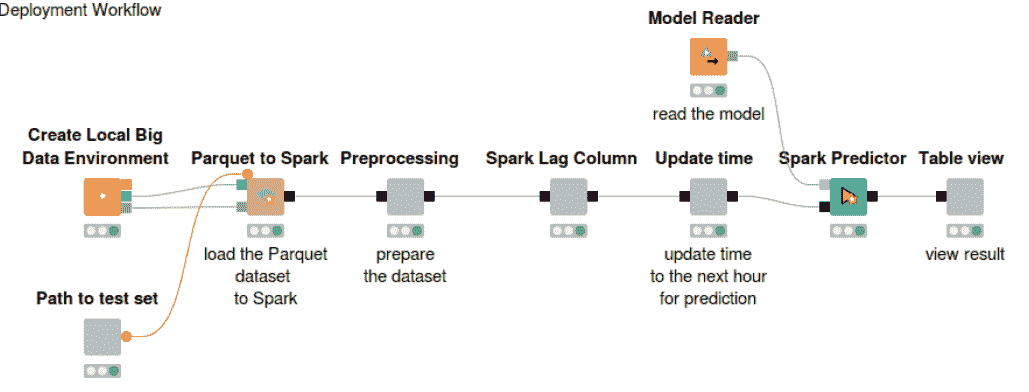 Deployment Workflow
Model Reader
read the model
Create Local Big
Data Environment
Parquet to Spark
Preprocessing
Spark Lag Column
Update time
Spark Predictor
Table view
load the Parquet
dataset
to Spark
prepare
the dataset
update time
to the next hour
for prediction
view result
Path to test set